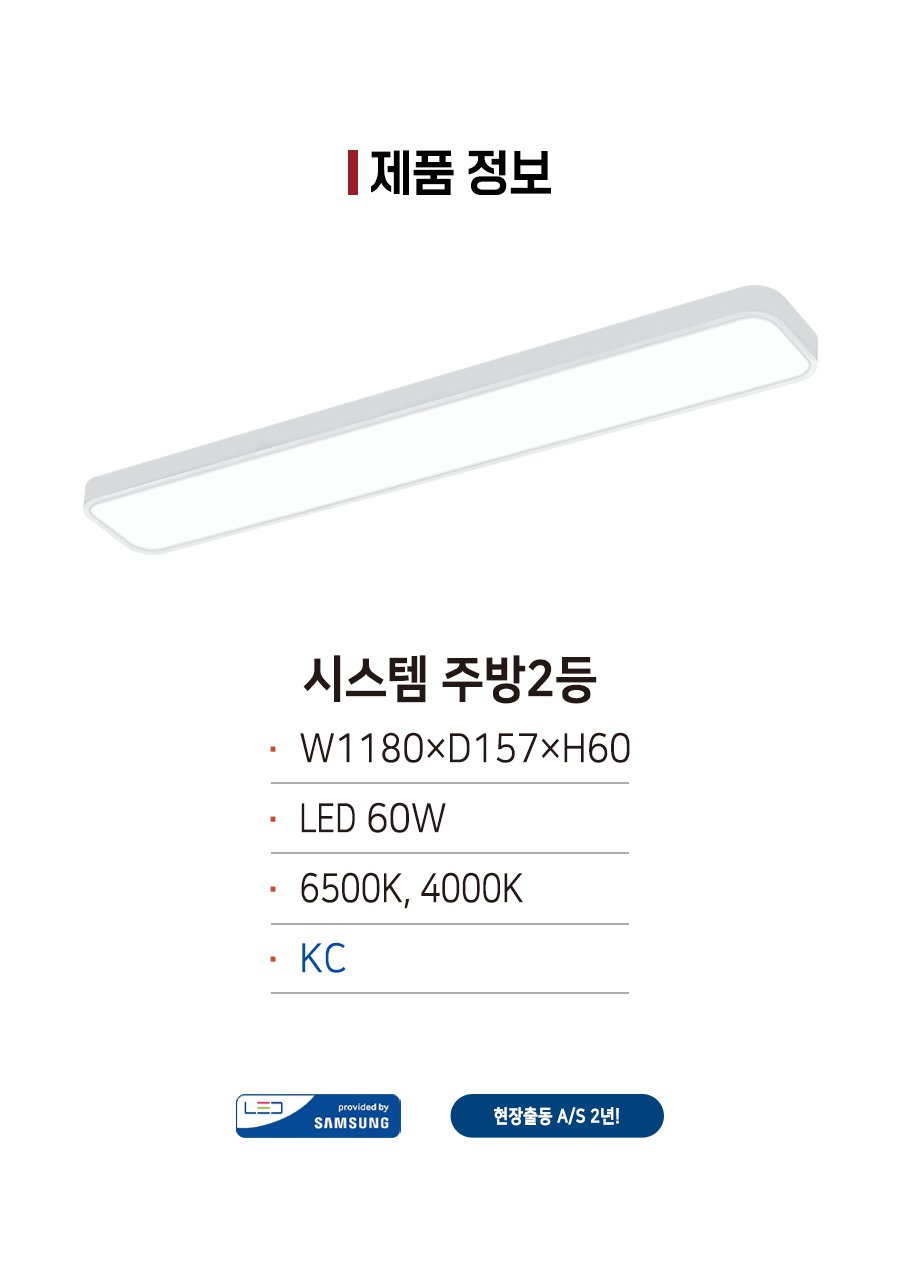 제품 정보
시스템 주방2등
· W1180×D157×H60
· LED 60W
· 6500K, 4000K
· KC
LED provided by
SAMSUNG
현장출동 A/S 2년!